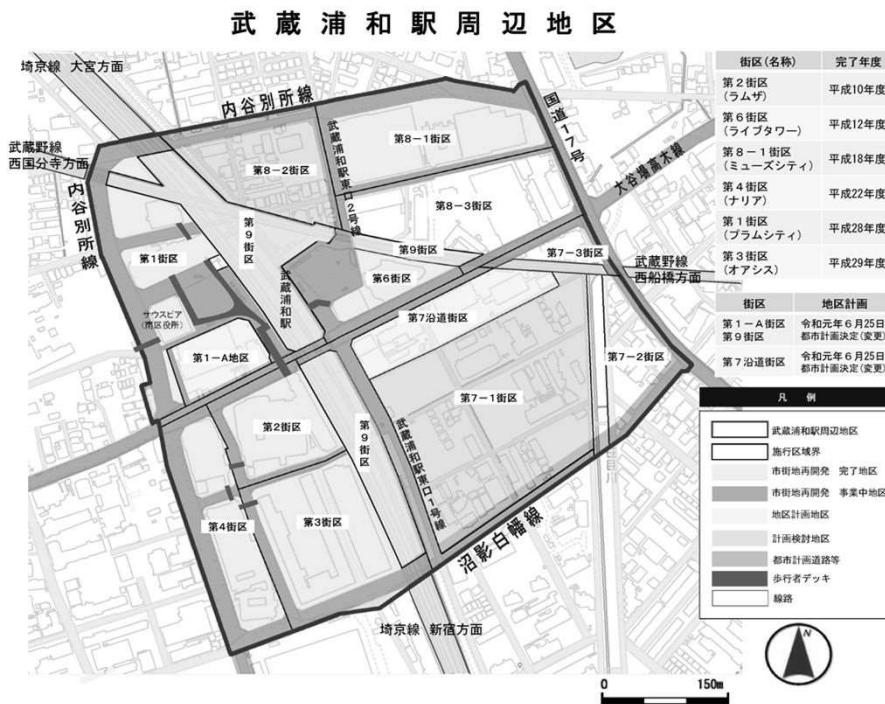 武蔵浦和駅周辺地区
埼京線 大宮方面
内谷別所線
国道17号
武蔵野線
西国分寺方面
内谷別所線
武蔵浦和駅東口2号線
第8-1街区
第8-2街区
大谷場高木線
第8-3街区
第9街区
第1街区
第9街区
第7-3街区
武蔵野線
西船橋方面
第6街区
武蔵浦和駅
サウスピア
(南区役所)
第7沿道街区
第1-A地区
第7-2街区
第7-1街区
第2街区
第9街区
武蔵浦和駅東口1号線
第4街区
第3街区
沼影白幡線
埼京線 新宿方面
街区(名称) 完了年度
第2街区
(ラムザ) 平成10年度
第6街区
(ライブタワー) 平成12年度
第8-1街区
(ミューズシティ) 平成18年度
第4街区
(ナリア) 平成22年度
第1街区
(プラムシティ) 平成28年度
第3街区
(オアシス) 平成29年度
街区 地区計画
第1-A街区 令和元年6月25日
第9街区 都市計画決定(変更)
第7沿道街区 令和元年6月25日
都市計画決定(変更)
凡例
武蔵浦和駅周辺地区
施行区域界
市街地再開発 完了地区
市街地再開発 事業中地区
地区計画地区
計画検討地区
都市計画道路等
歩行者デッキ
線路
N
0 150m